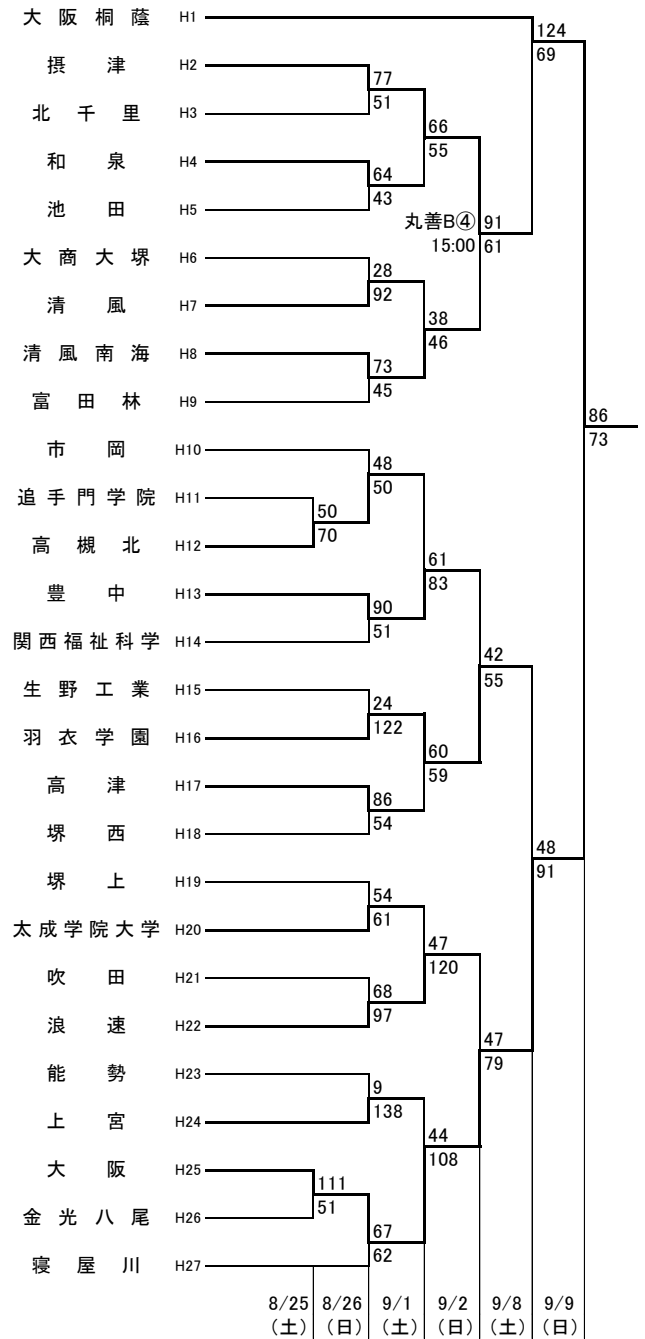 大阪桐蔭 H1
124
69
摂津 H2
77
51
北千里 H3
66
55
和泉 H4
64
43
池田 H5
丸善B④ 91
15:00 61
大商大堺 H6
28
92
清風 H7
38
46
清風南海 H8
73
45
富田林 H9
86
73
市岡 H10
48
50
追手門学院 H11
50
70
高槻北 H12
61
83
豊中 H13
90
51
関西福祉科学 H14
42
55
生野工業 H15
24
122
羽衣学園 H16
60
59
高津 H17
86
54
堺西 H18
48
91
堺上 H19
54
61
太成学院大学 H20
47
120
吹田 H21
68
97
浪速 H22
47
79
能勢 H23
9
138
上宮 H24
44
108
大阪 H25
111
51
金光八尾 H26
67
62
寝屋川 H27
8/25 8/26 9/1 9/2 9/8 9/9
（土） （日） （土） （日） （土） （日）